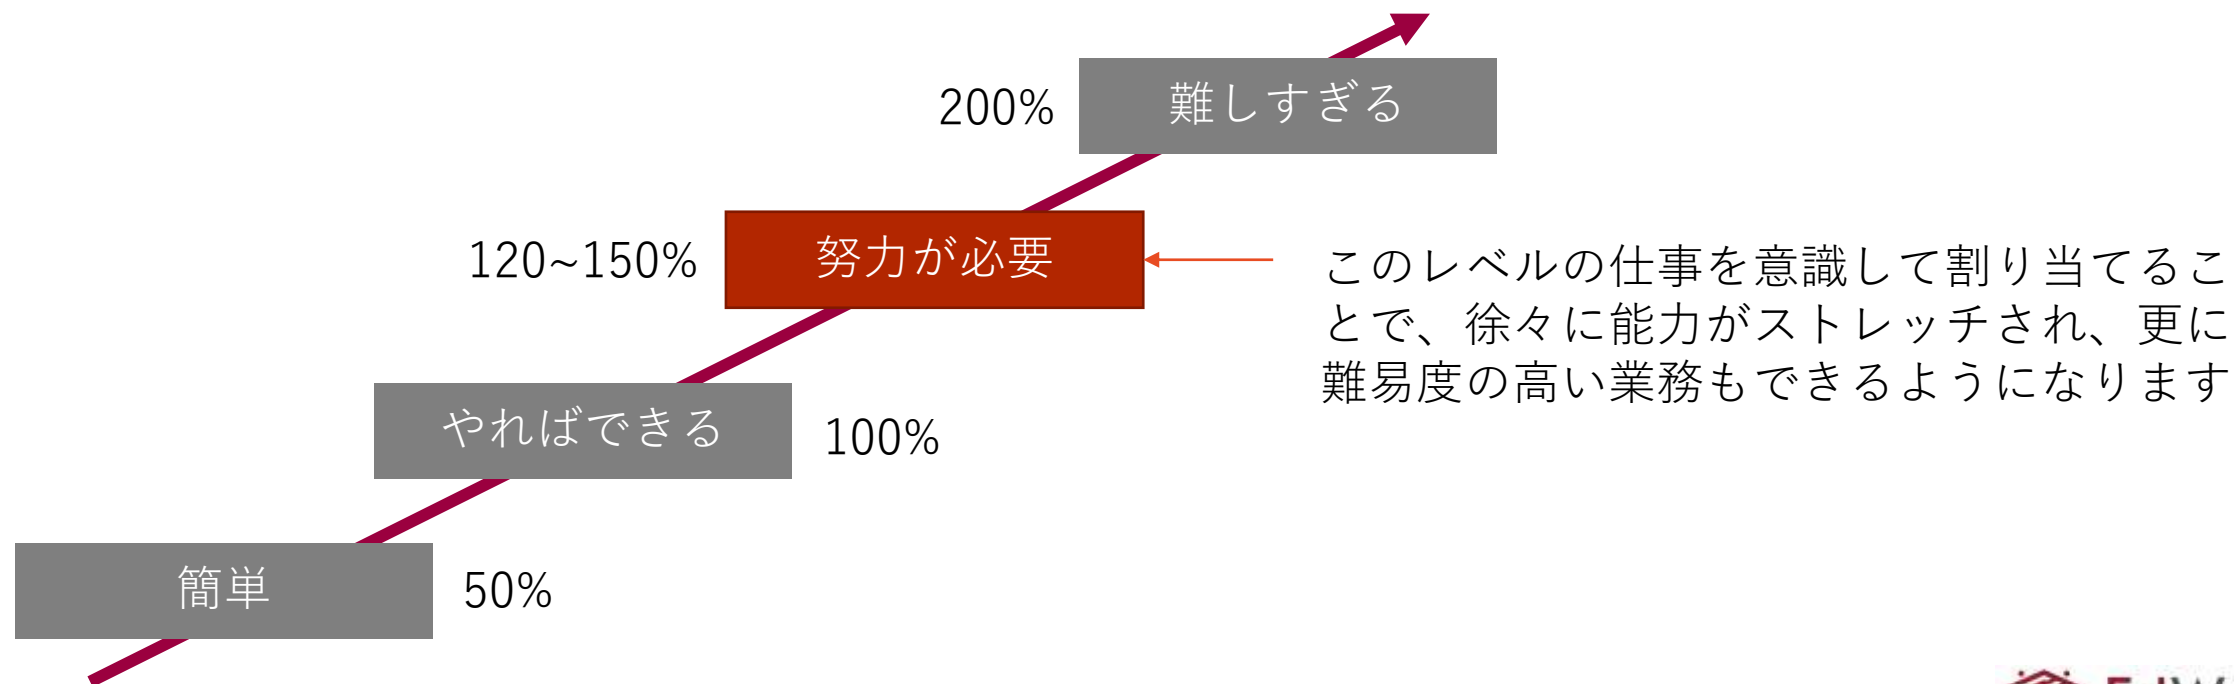 200%
難しすぎる
120~150%
努力が必要
このレベルの仕事を意識して割り当てるこ
とで、徐々に能力がストレッチされ、更に
難易度の高い業務もできるようになります
やればできる
100%
簡単
50%